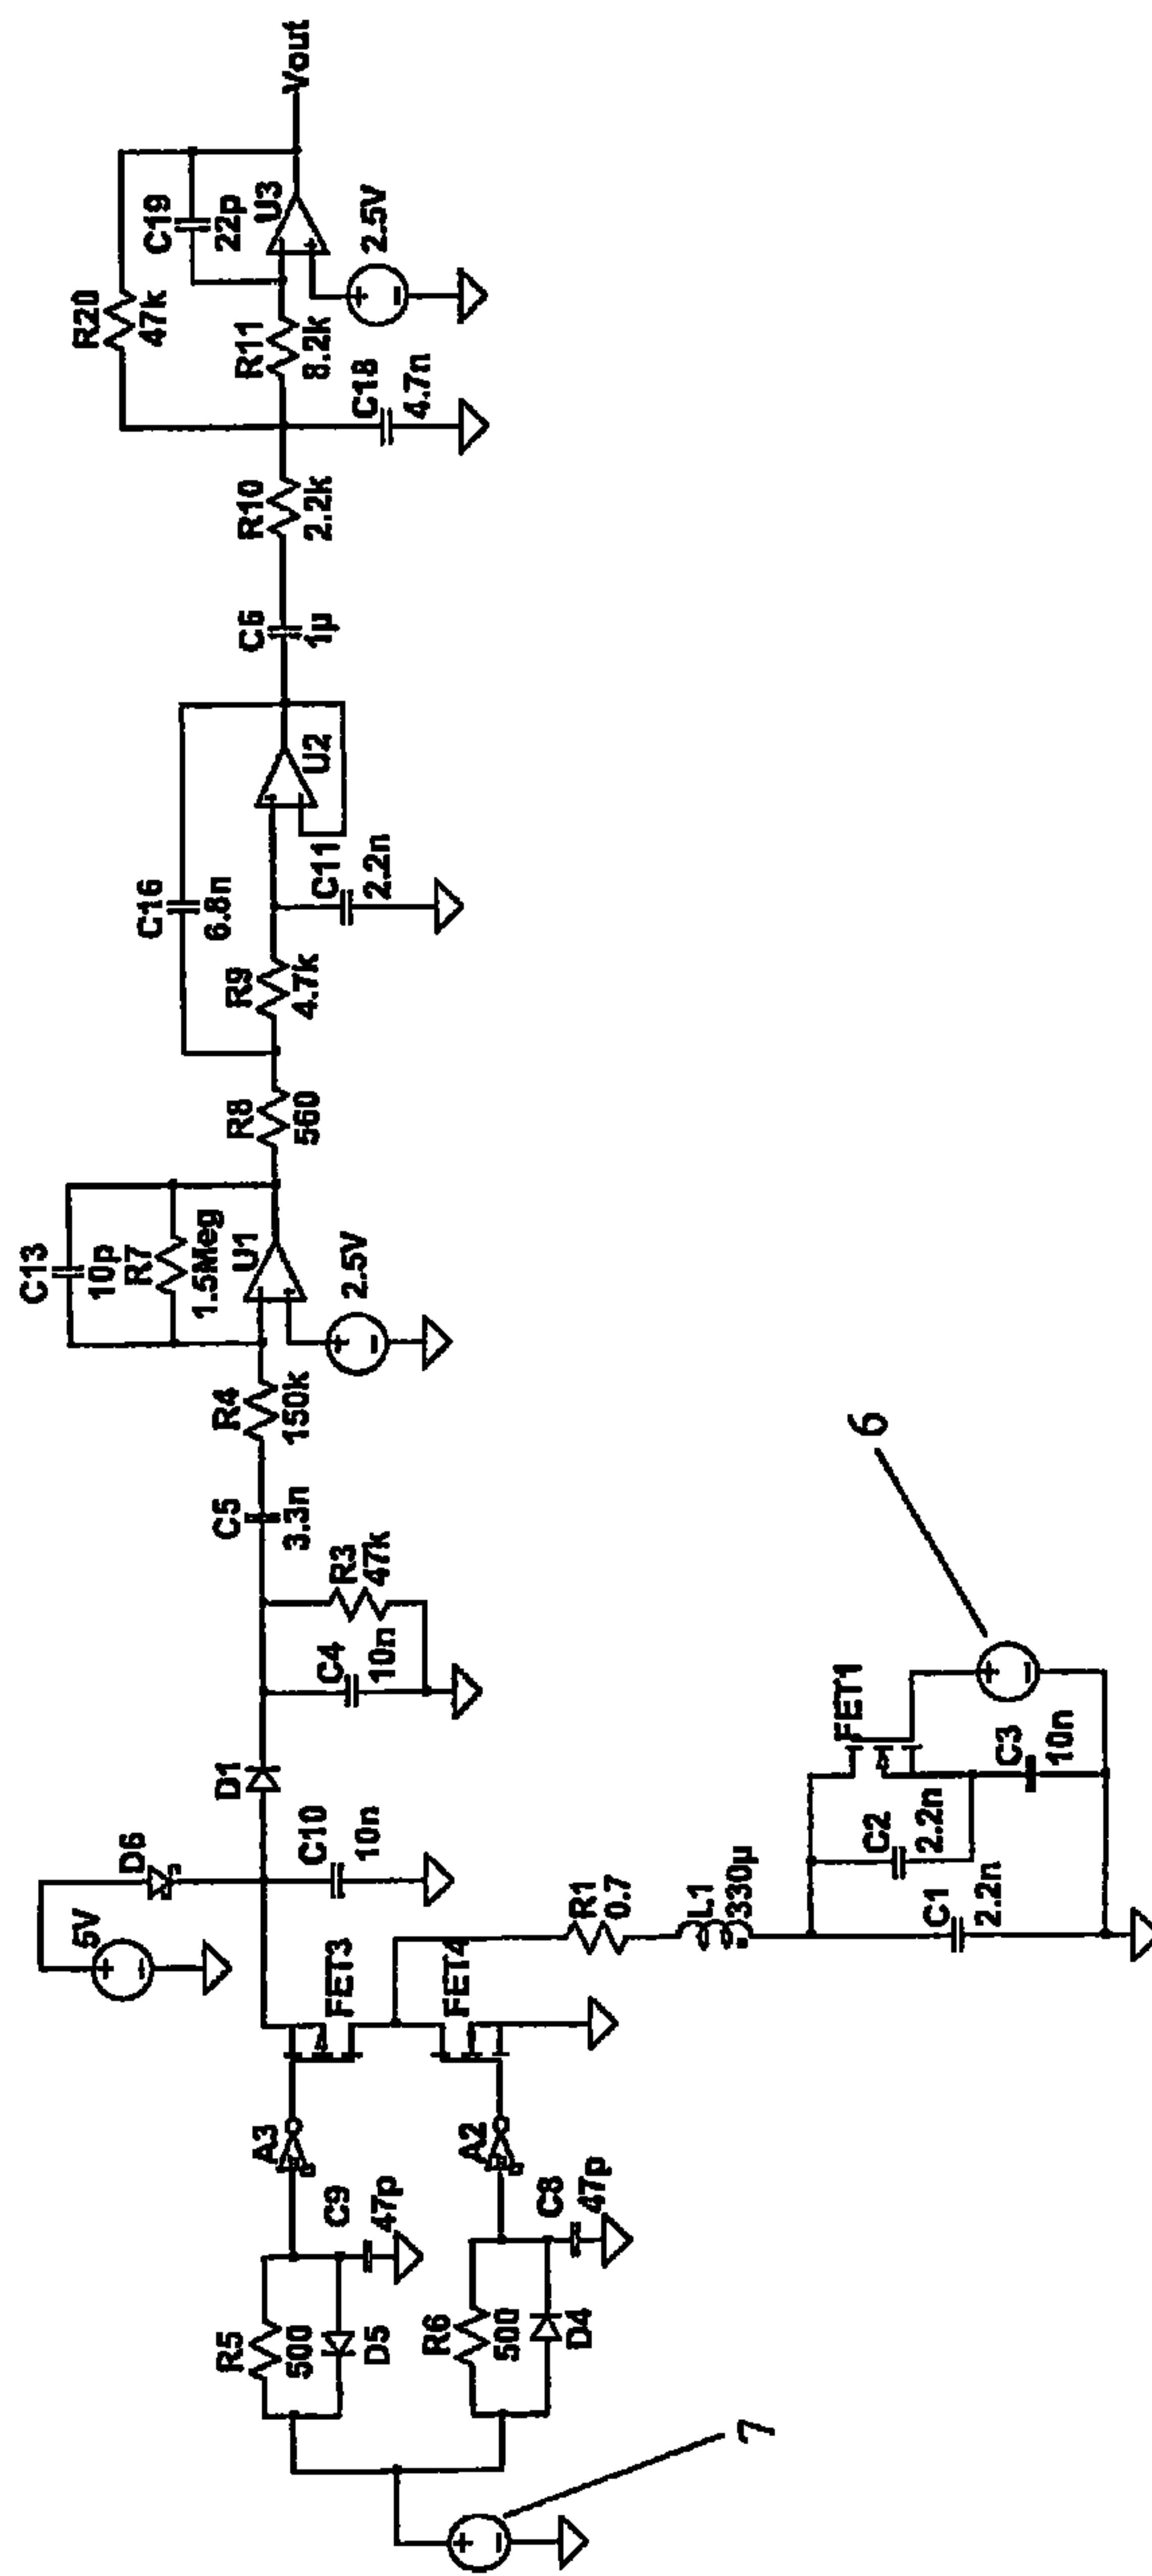 7
R5
500
D5
C9
47p
R6
500
D4
C8
47p
A3
A2
FET3
FET4
5V
D6
C10
10n
D1
R1
0.7
L1
330µ
C1
2.2n
C2
2.2n
FET1
C3
10n
6
C4
10n
R3
47k
C5
3.3n
R4
150k
C13
10p
R7
1.5Meg
U1
2.5V
R8
560
R9
4.7k
C16
6.8n
C11
2.2n
U2
C6
1µ
R10
2.2k
R20
47k
C18
4.7n
R11
8.2k
C19
22p
U3
2.5V
Vout